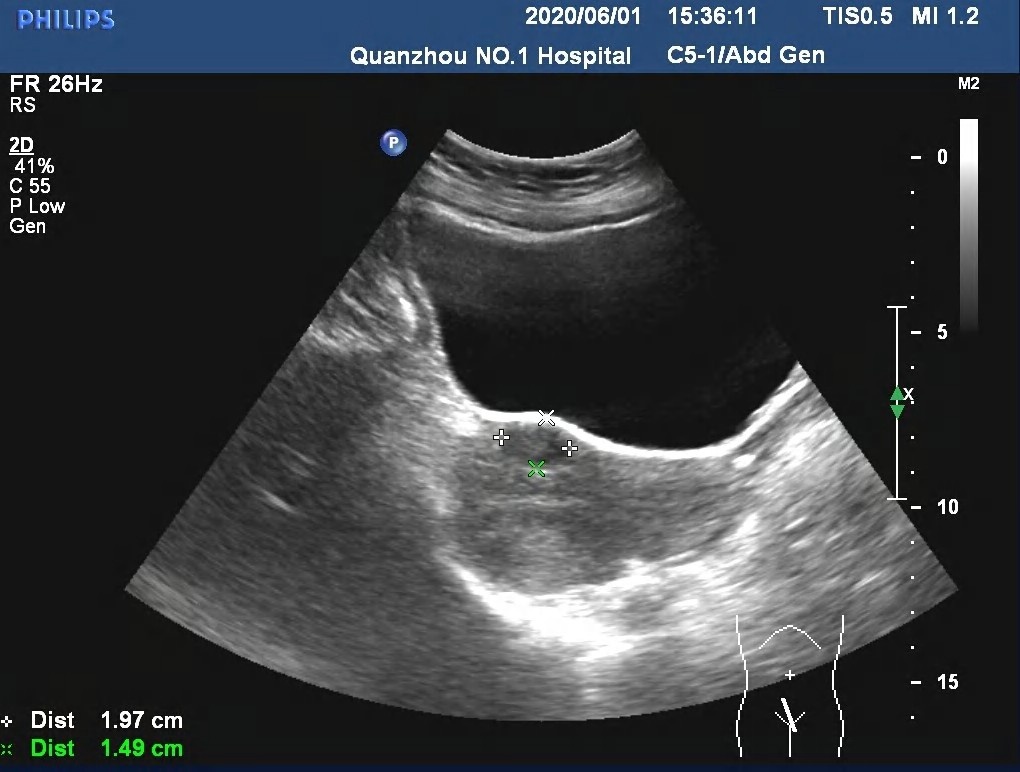 PHILIPS
2020/06/01 15:36:11 TIS0.5 MI 1.2
Quanzhou NO.1 Hospital C5-1/Abd Gen
FR 26Hz
RS
M2
P
2D
41%
C 55
P Low
Gen
0
5
X
10
15
Dist 1.97 cm
Dist 1.49 cm